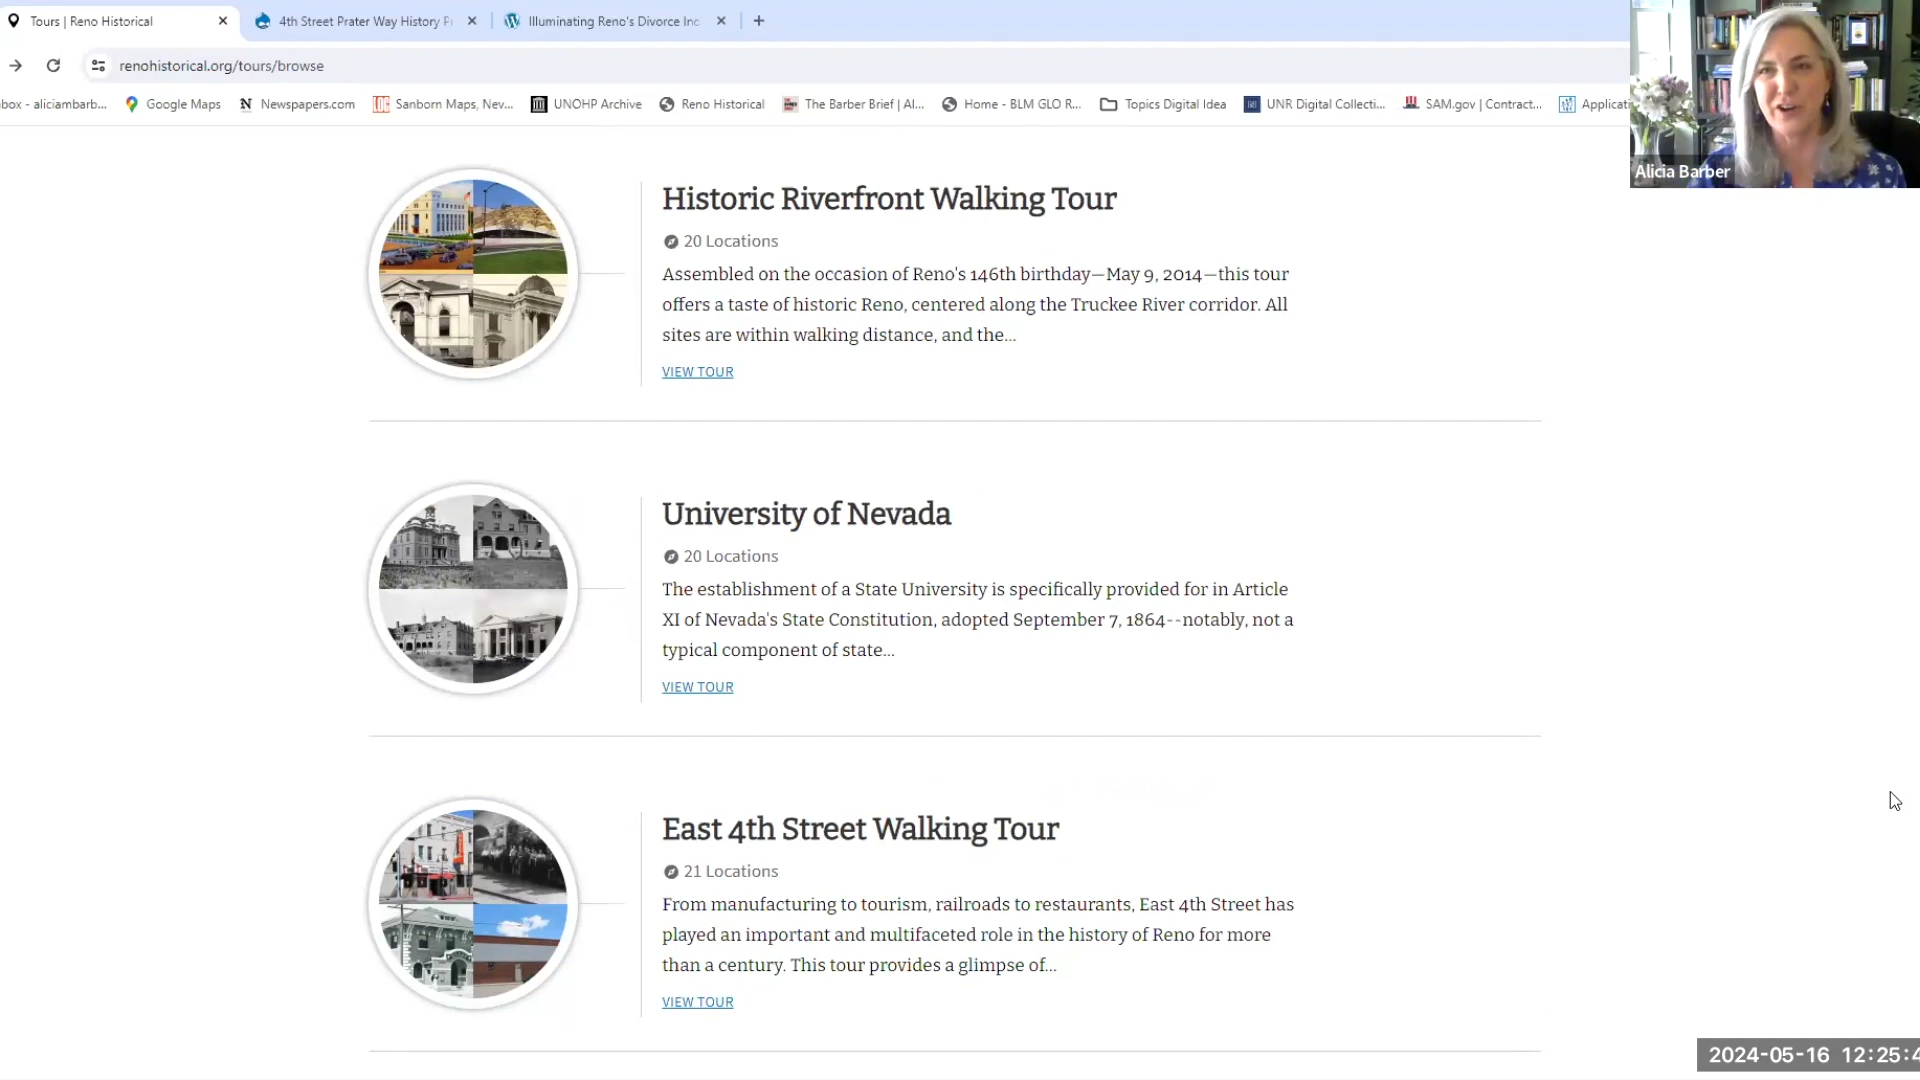 Tours | Reno Historical
4th Street Prater Way History P
Illuminating Reno's Divorce Ind
renohistorical.org/tours/browse
box - aliciambarb...
Google Maps
Newspapers.com
Sanborn Maps, Nev...
UNOHP Archive
Reno Historical
The Barber Brief | Al...
Home - BLM GLO R...
Topics Digital Idea
UNR Digital Collecti...
SAM.gov | Contract...
Applicati
Alicia Barber
Historic Riverfront Walking Tour
20 Locations
Assembled on the occasion of Reno's 146th birthday—May 9, 2014—this tour
offers a taste of historic Reno, centered along the Truckee River corridor. All
sites are within walking distance, and the...
VIEW TOUR
University of Nevada
20 Locations
The establishment of a State University is specifically provided for in Article
XI of Nevada's State Constitution, adopted September 7, 1864--notably, not a
typical component of state...
VIEW TOUR
East 4th Street Walking Tour
21 Locations
From manufacturing to tourism, railroads to restaurants, East 4th Street has
played an important and multifaceted role in the history of Reno for more
than a century. This tour provides a glimpse of...
VIEW TOUR
2024-05-16 12:25:4